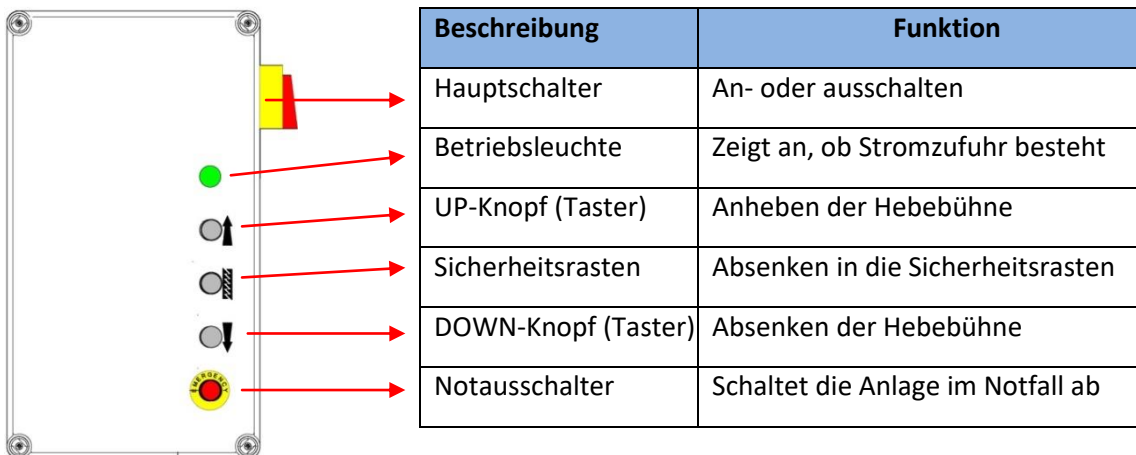 Beschreibung Funktion
Hauptschalter An- oder ausschalten
Betriebsleuchte Zeigt an, ob Stromzufuhr besteht
UP-Knopf (Taster) Anheben der Hebebühne
Sicherheitsrasten Absenken in die Sicherheitsrasten
DOWN-Knopf (Taster) Absenken der Hebebühne
EMERGENCY
Notausschalter Schaltet die Anlage im Notfall ab